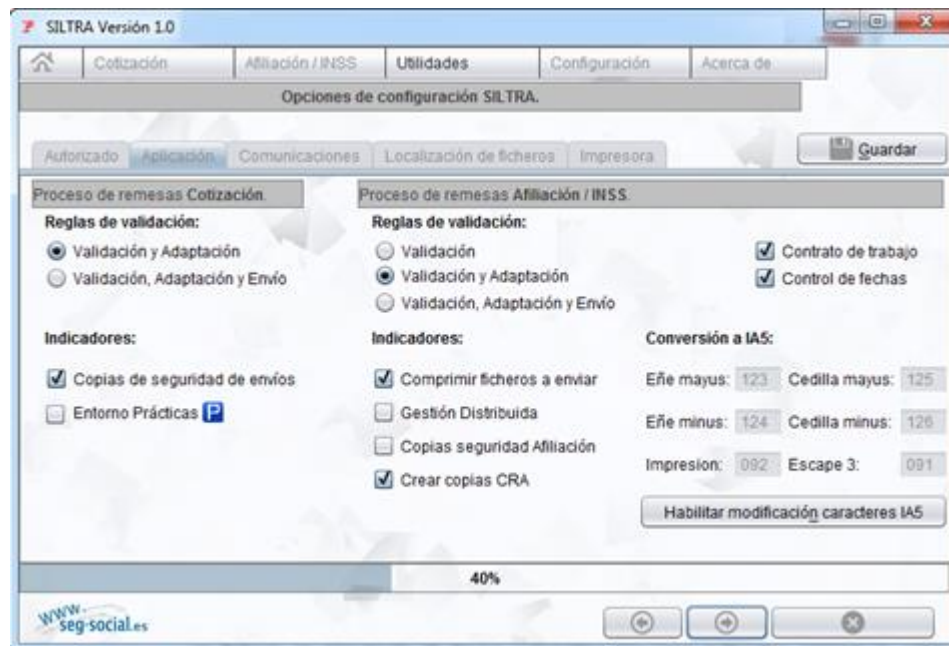 SILTRA Versión 1.0
Cotización Afiliación / INSS Utilidades Configuración Acerca de
Opciones de configuración SILTRA.
Autorizado Aplicación Comunicaciones Localización de ficheros Impresora Guardar
Proceso de remesas Cotización. Proceso de remesas Afiliación / INSS.
Reglas de validación: Reglas de validación:
Validación y Adaptación Validación Contrato de trabajo
Validación, Adaptación y Envío Validación y Adaptación Control de fechas
Validación, Adaptación y Envío
Indicadores: Indicadores: Conversión a IA5:
Copias de seguridad de envíos Comprimir ficheros a enviar Eñe mayus: 123 Cedilla mayus: 125
Entorno Prácticas P Gestión Distribuida Eñe minus: 124 Cedilla minus: 126
Copias seguridad Afiliación
Impresion: 092 Escape 3: 091
Crear copias CRA
Habilitar modificación caracteres IA5
40%
www.seg-social.es